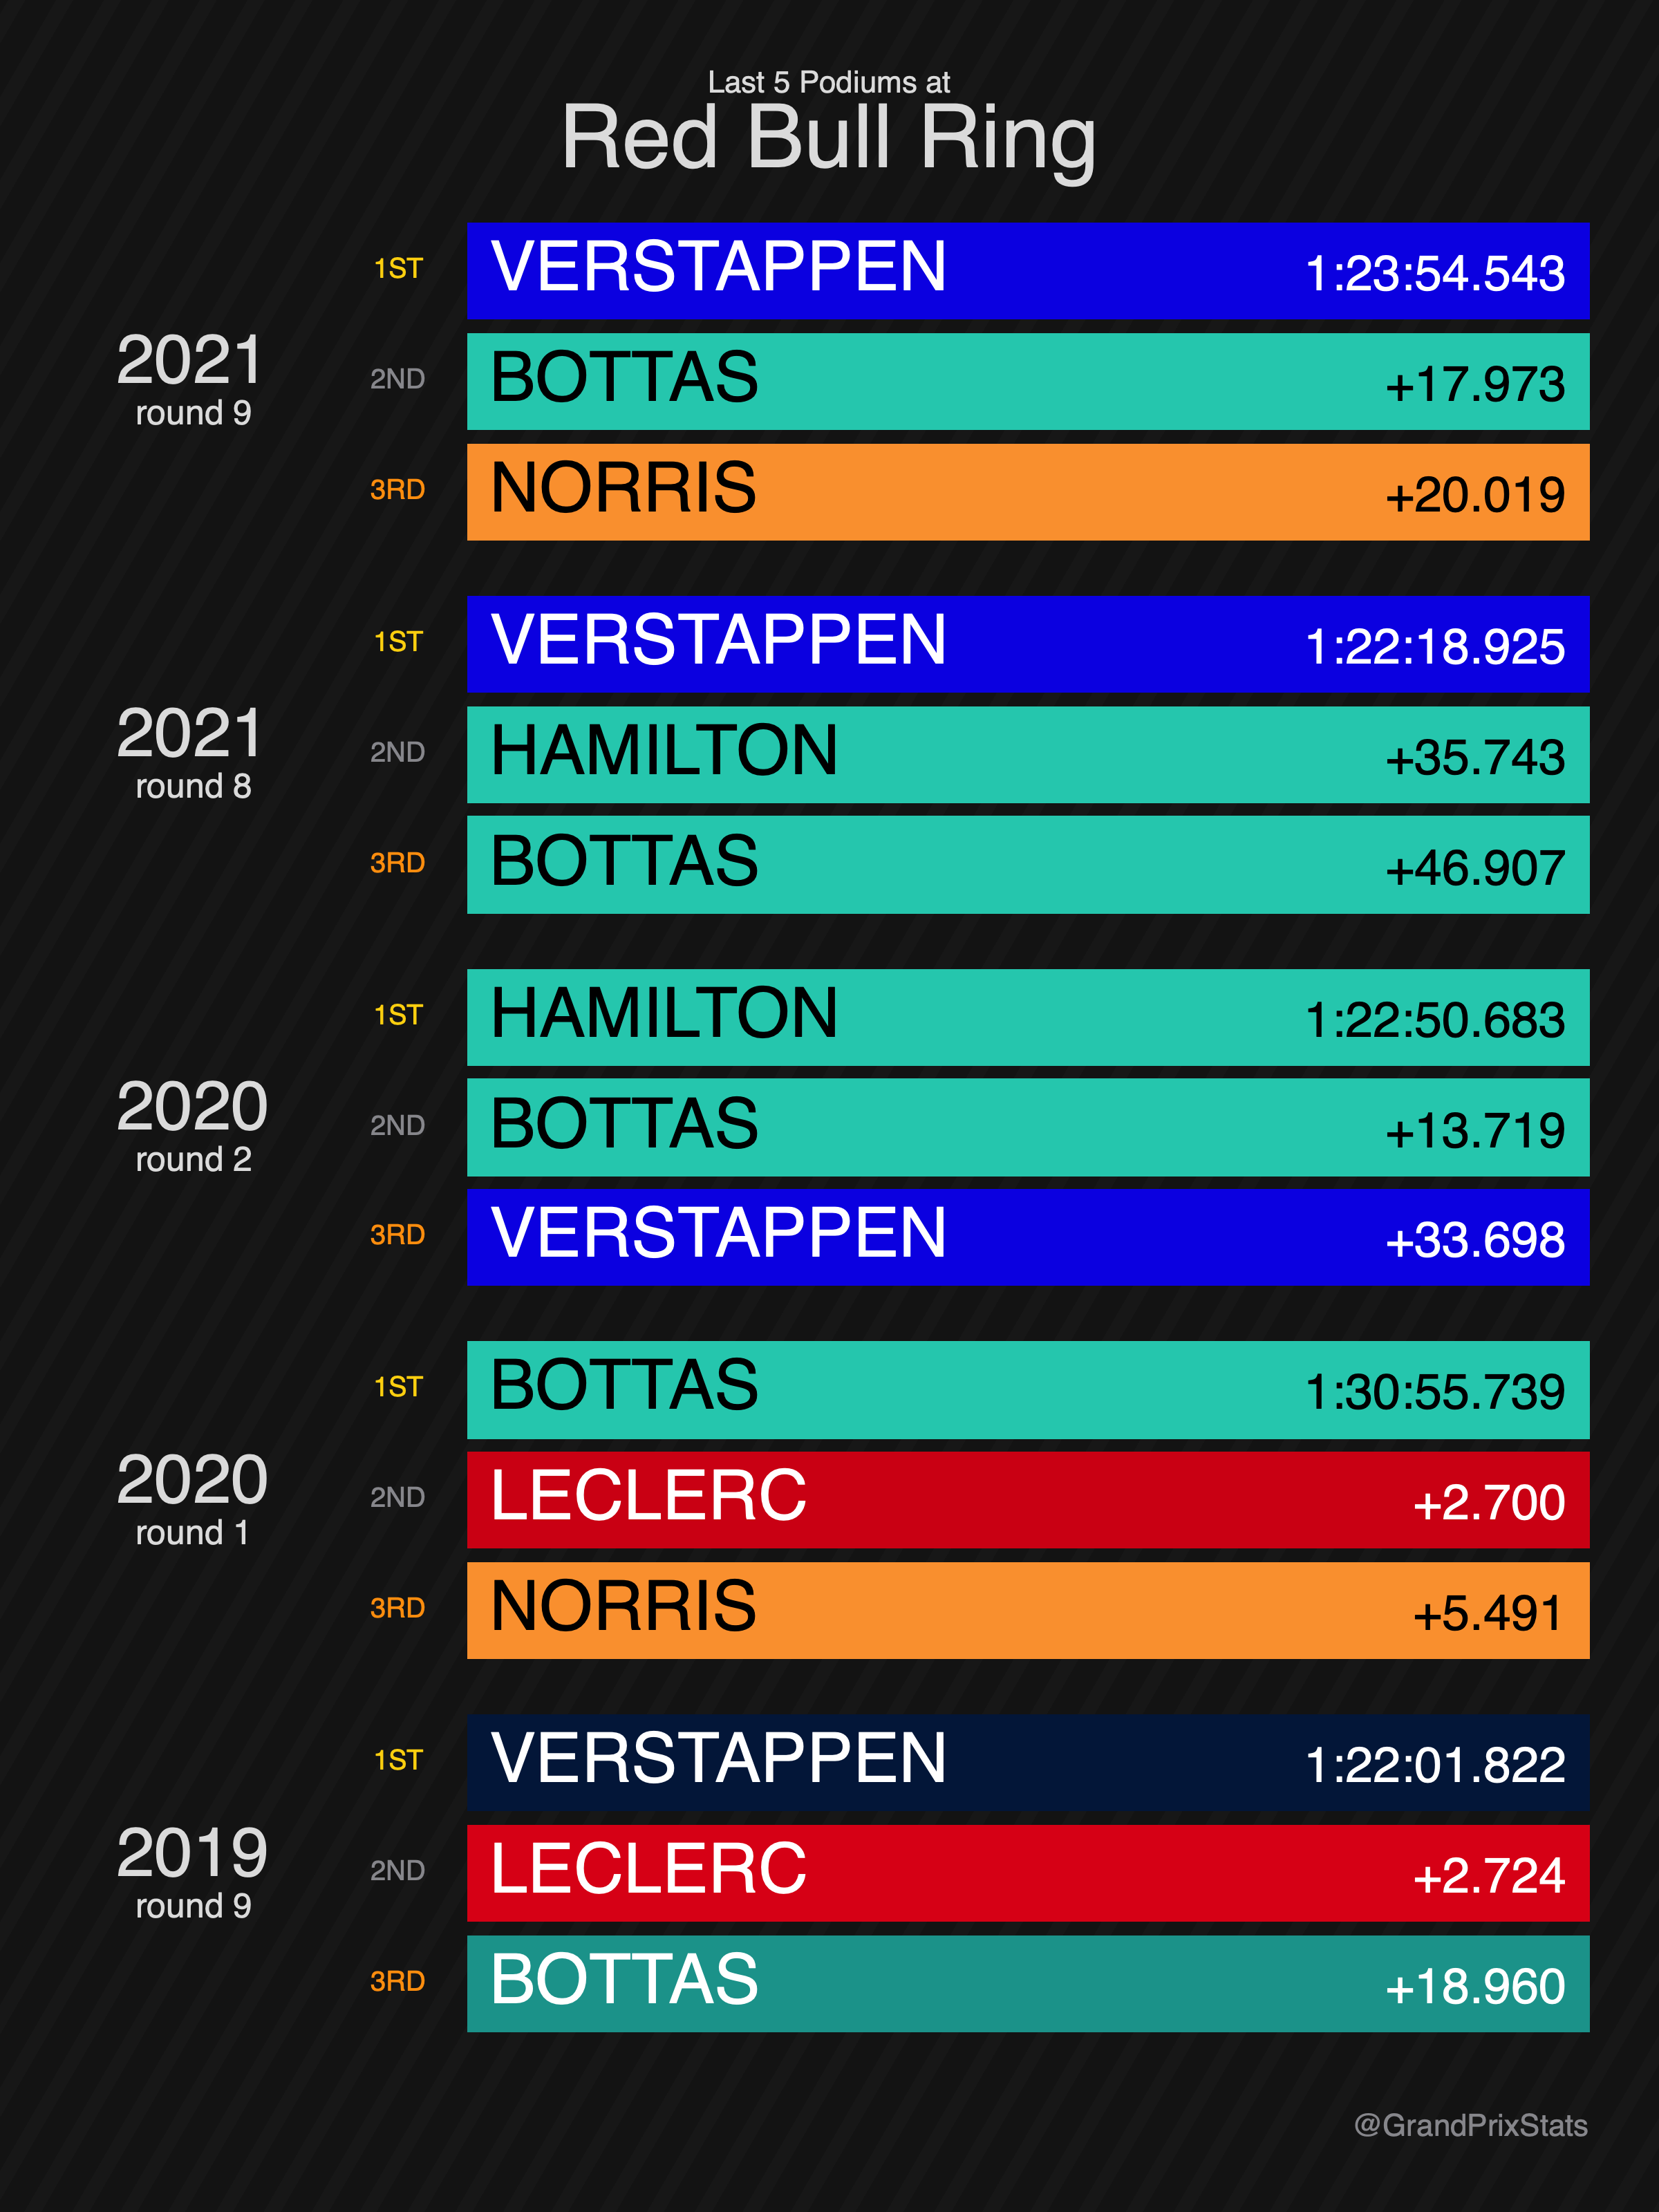 Last 5 Podiums at
Red Bull Ring
2021
round 9
1ST VERSTAPPEN 1:23:54.543
2ND BOTTAS +17.973
3RD NORRIS +20.019
2021
round 8
1ST VERSTAPPEN 1:22:18.925
2ND HAMILTON +35.743
3RD BOTTAS +46.907
2020
round 2
1ST HAMILTON 1:22:50.683
2ND BOTTAS +13.719
3RD VERSTAPPEN +33.698
2020
round 1
1ST BOTTAS 1:30:55.739
2ND LECLERC +2.700
3RD NORRIS +5.491
2019
round 9
1ST VERSTAPPEN 1:22:01.822
2ND LECLERC +2.724
3RD BOTTAS +18.960
@GrandPrixStats